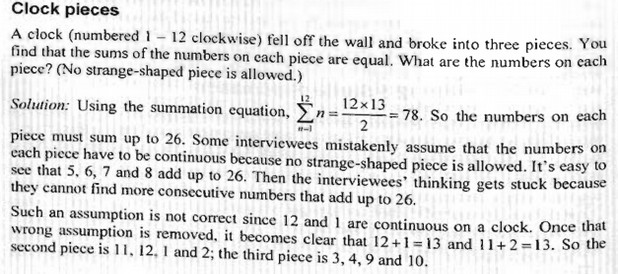 Clock pieces
A clock (numbered 1 – 12 clockwise) fell off the wall and broke into three pieces. You
find that the sums of the numbers on each piece are equal. What are the numbers on each
piece? (No strange-shaped piece is allowed.)
Solution: Using the summation equation, \sum_{n=1}^{12} n = \frac{12×13}{2} = 78. So the numbers on each
piece must sum up to 26. Some interviewees mistakenly assume that the numbers on
each piece have to be continuous because no strange-shaped piece is allowed. It's easy to
see that 5, 6, 7 and 8 add up to 26. Then the interviewees' thinking gets stuck because
they cannot find more consecutive numbers that add up to 26.
Such an assumption is not correct since 12 and 1 are continuous on a clock. Once that
wrong assumption is removed, it becomes clear that 12+1=13 and 11+2=13. So the
second piece is 11, 12, 1 and 2; the third piece is 3, 4, 9 and 10.